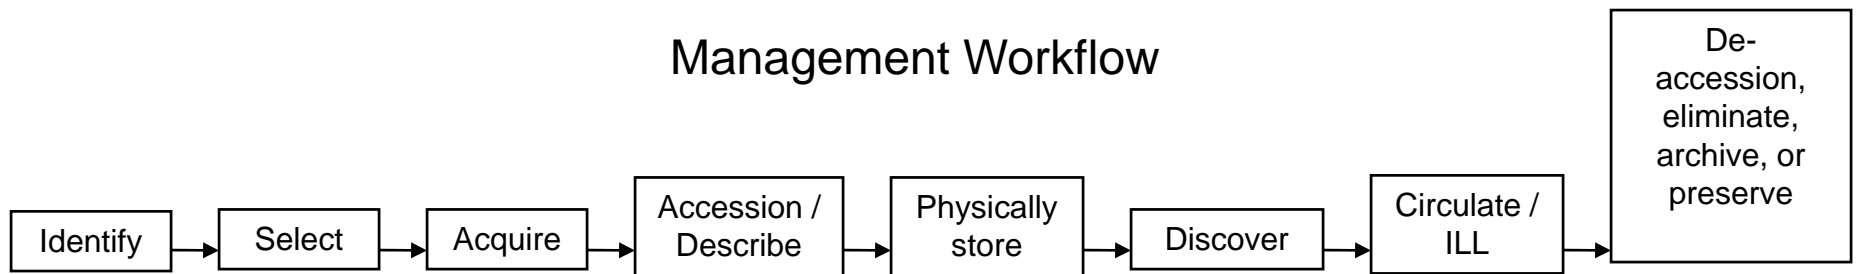 Management Workflow
Identify
Select
Acquire
Accession /
Describe
Physically
store
Discover
Circulate /
ILL
De-
accession,
eliminate,
archive, or
preserve